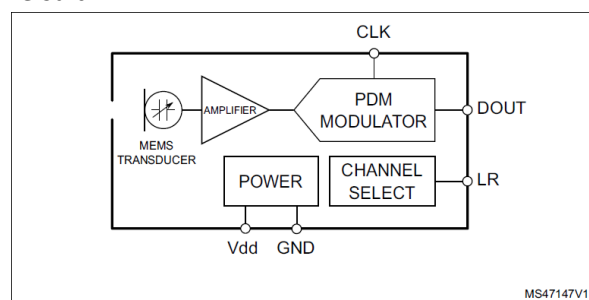 CLK
AMPLIFIER
PDM
MODULATOR
DOUT
MEMS
TRANSDUCER
POWER
CHANNEL
SELECT
LR
Vdd GND
MS47147V1